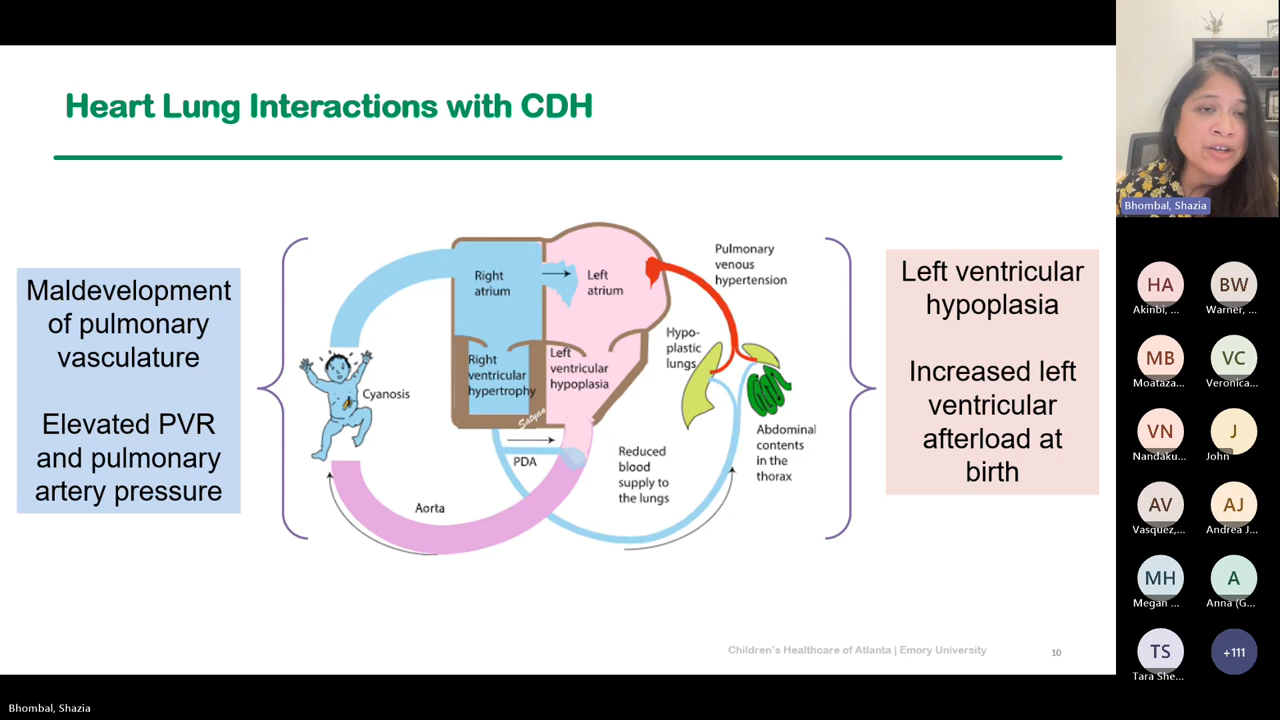 Heart Lung Interactions with CDH
Maldevelopment
of pulmonary
vasculature
Elevated PVR
and pulmonary
artery pressure
Right
atrium
Left
atrium
Pulmonary
venous
hypertension
Hypo-
plastic
lungs
Right
ventricular
hypertrophy
Left
ventricular
hypoplasia
Satyan
Cyanosis
PDA
Reduced
blood
supply to
the lungs
Abdominal
contents
in the
thorax
Aorta
Left ventricular
hypoplasia
Increased left
ventricular
afterload at
birth
Children's Healthcare of Atlanta | Emory University
10
Bhombal, Shazia
HA
Akinbi, ...
BW
Warner, ...
MB
Moataza...
VC
Veronica...
VN
Nandaku...
J
John
AV
Vasquez,...
AJ
Andrea J...
MH
Megan ...
A
Anna (G...
TS
Tara She...
+111
Bhombal, Shazia